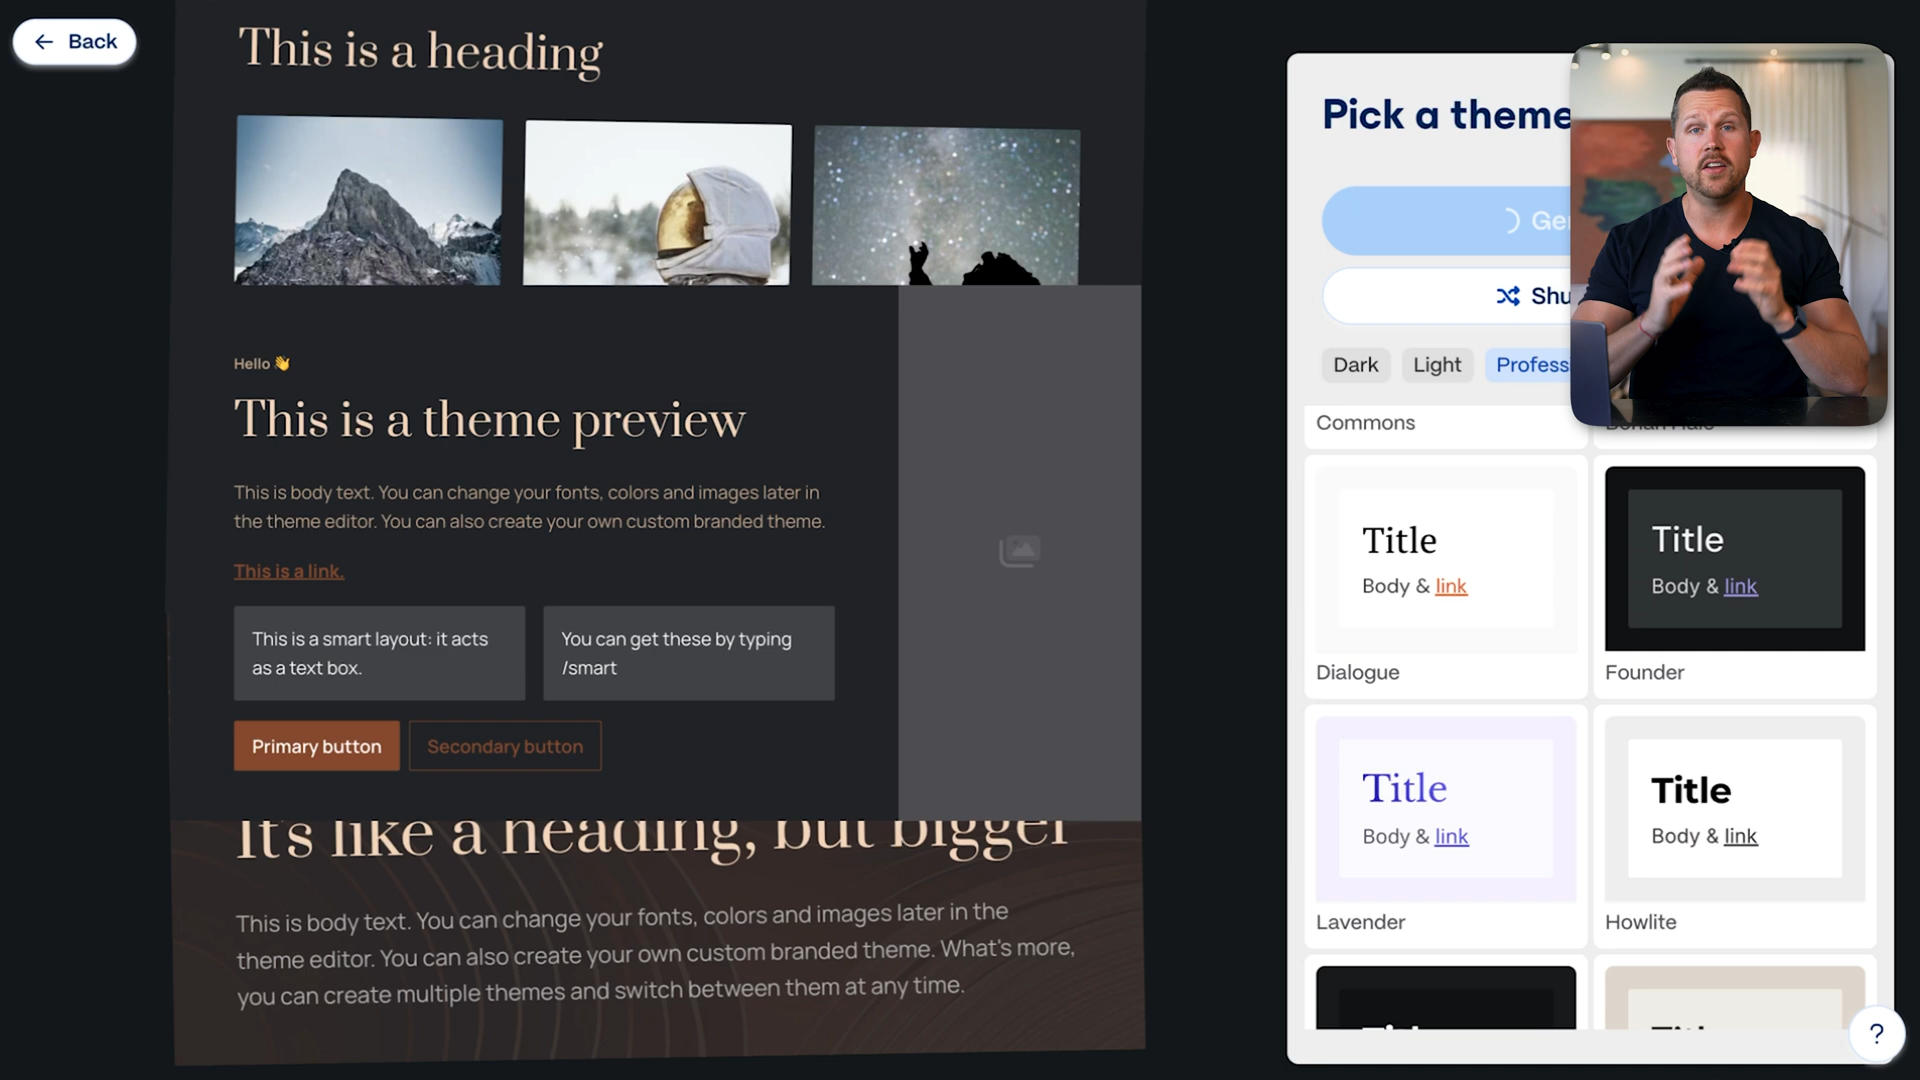 Back
This is a heading
Hello 👋
This is a theme preview
This is body text. You can change your fonts, colors and images later in
the theme editor. You can also create your own custom branded theme.
This is a link.
This is a smart layout: it acts
as a text box.
You can get these by typing
/smart
Primary button
Secondary button
It's like a heading, but bigger
This is body text. You can change your fonts, colors and images later in the
theme editor. You can also create your own custom branded theme. What's more,
you can create multiple themes and switch between them at any time.
Pick a theme
Dark
Light
Commons
Title
Body & link
Dialogue
Title
Body & link
Founder
Title
Body & link
Lavender
Title
Body & link
Howlite
?